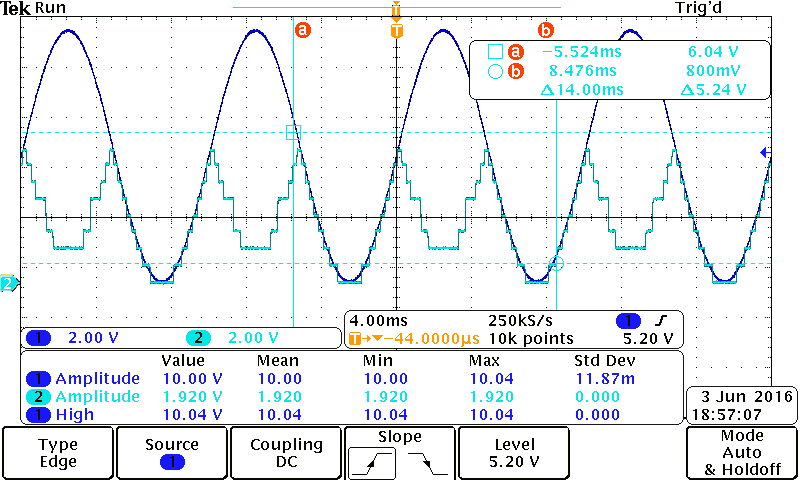 Tek Run Trig'd
T
a b
T
a −5.524ms 6.04 V
b 8.476ms 800mV
Δ14.00ms Δ5.24 V
2
4.00ms 250kS/s 1
1 2.00 V 2 2.00 V T→▼−44.0000µs 10k points 5.20 V
Value Mean Min Max Std Dev
1 Amplitude 10.00 V 10.00 10.00 10.04 11.87m
2 Amplitude 1.920 V 1.920 1.920 1.920 0.000
1 High 10.04 V 10.04 10.04 10.04 0.000
3 Jun 2016
18:57:07
Type
Edge
Source
1
Coupling
DC
Slope
Level
5.20 V
Mode
Auto
& Holdoff